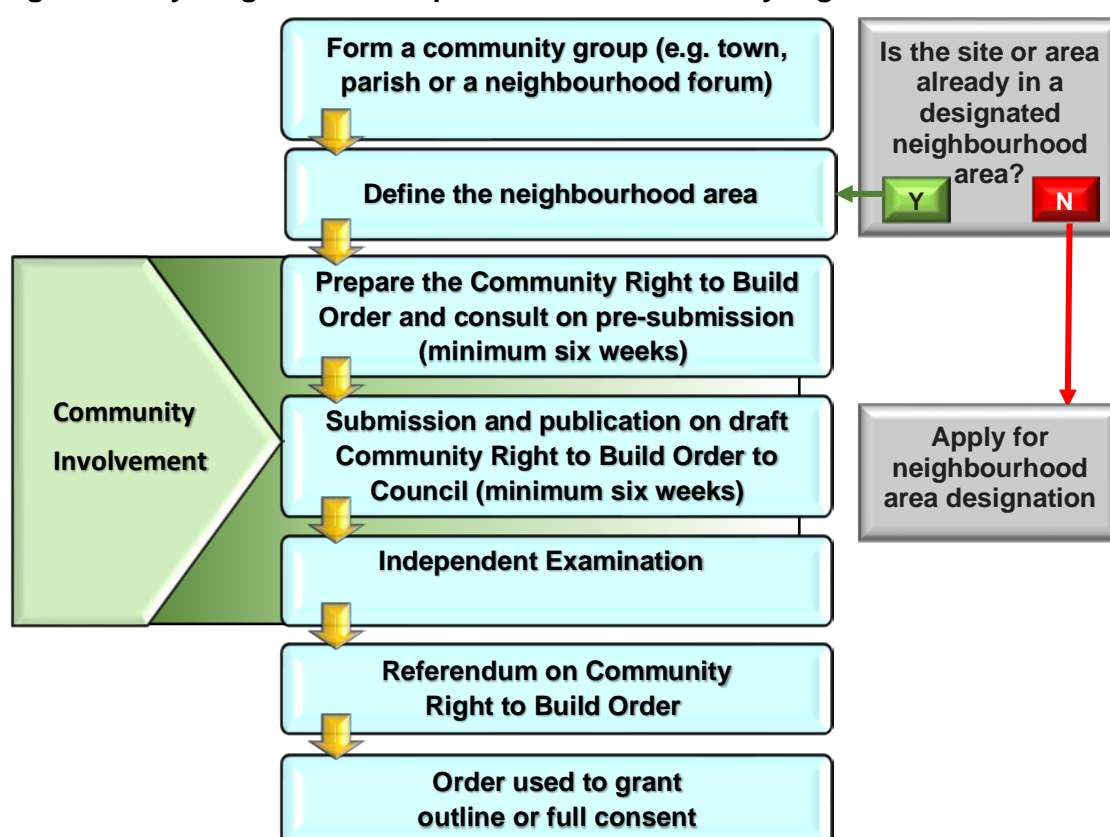 Form a community group (e.g. town,
parish or a neighbourhood forum)
Is the site or area
already in a
designated
neighbourhood
area?
Y
N
Define the neighbourhood area
Prepare the Community Right to Build
Order and consult on pre-submission
(minimum six weeks)
Community
Involvement
Submission and publication on draft
Community Right to Build Order to
Council (minimum six weeks)
Apply for
neighbourhood
area designation
Independent Examination
Referendum on Community
Right to Build Order
Order used to grant
outline or full consent